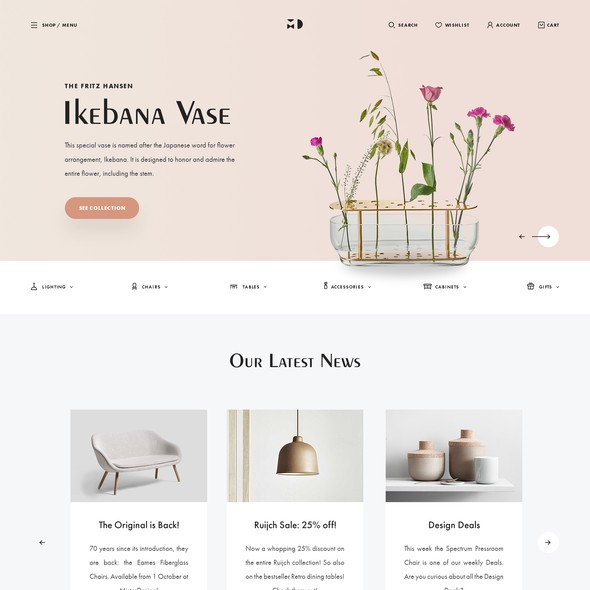 SHOP / MENU
SEARCH
WISHLIST
ACCOUNT
CART
THE FRITZ HANSEN
IKEBANA VASE
This special vase is named after the Japanese word for flower
arrangement, Ikebana. It is designed to honor and admire the
entire flower, including the stem.
SEE COLLECTION
LIGHTING
CHAIRS
TABLES
ACCESSORIES
CABINETS
GIFTS
OUR LATEST NEWS
The Original is Back!
70 years since its introduction, they
are back: the Eames Fiberglass
Chairs. Available from 1 October at
Ruijch Sale: 25% off!
Now a whopping 25% discount on
the entire Ruijch collection! So also
on the bestseller Retro dining tables!
Design Deals
This week the Spectrum Pressroom
Chair is one of our weekly Deals.
Are you curious about all the Design